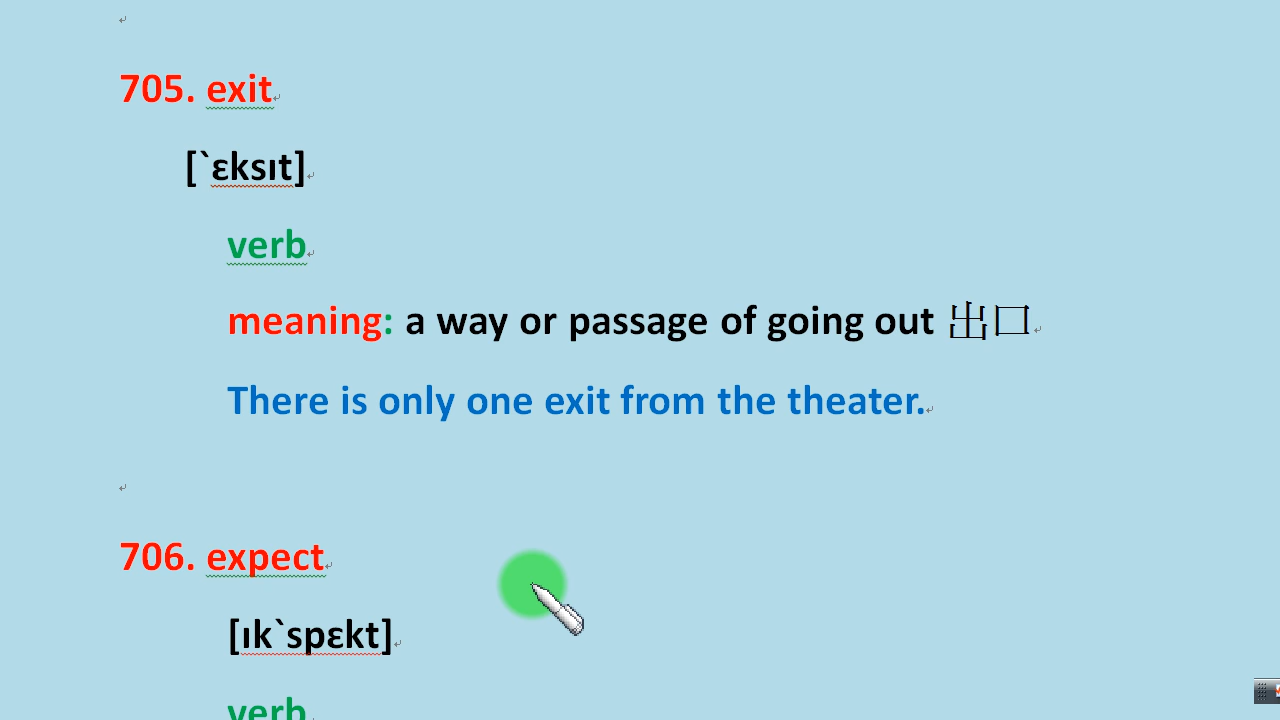 705. exit
[`ɛksɪt]
verb
meaning: a way or passage of going out 出口
There is only one exit from the theater.
706. expect
[ɪk`spɛkt]
verb